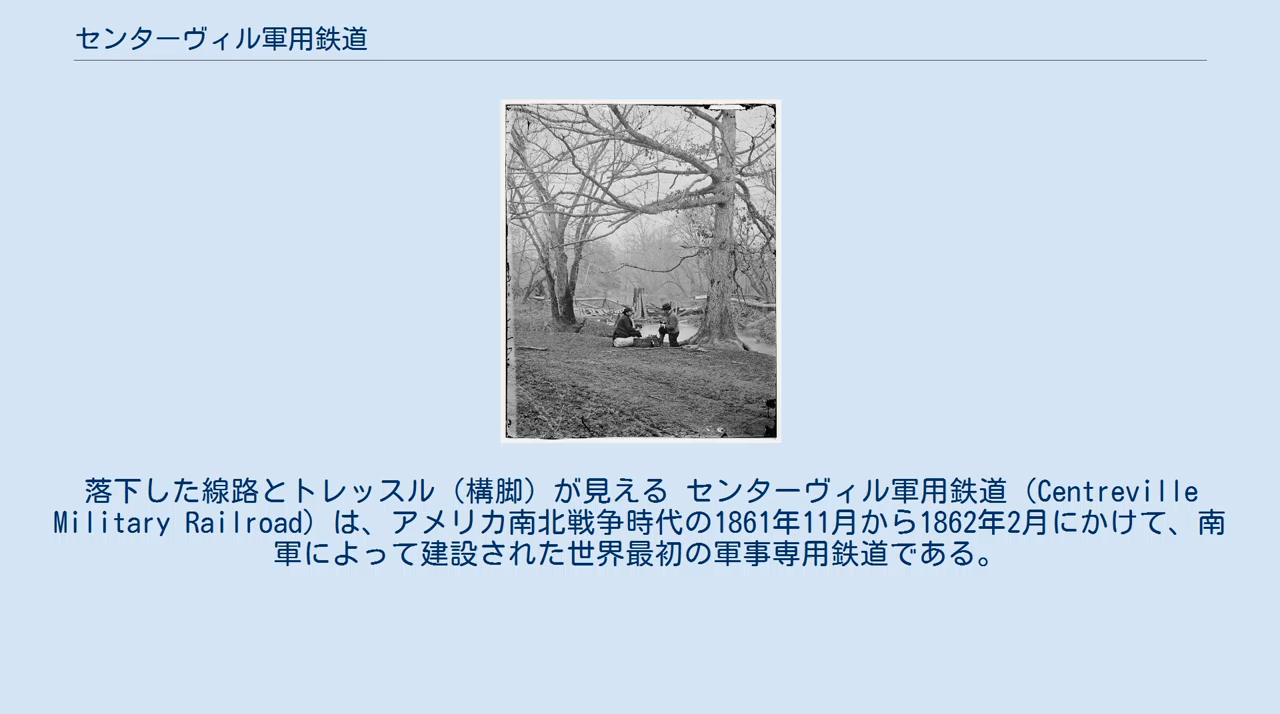 センターヴィル軍用鉄道
落下した線路とトレッスル（構脚）が見える センターヴィル軍用鉄道（Centreville
Military Railroad）は、アメリカ南北戦争時代の1861年11月から1862年2月にかけて、南
軍によって建設された世界最初の軍事専用鉄道である。